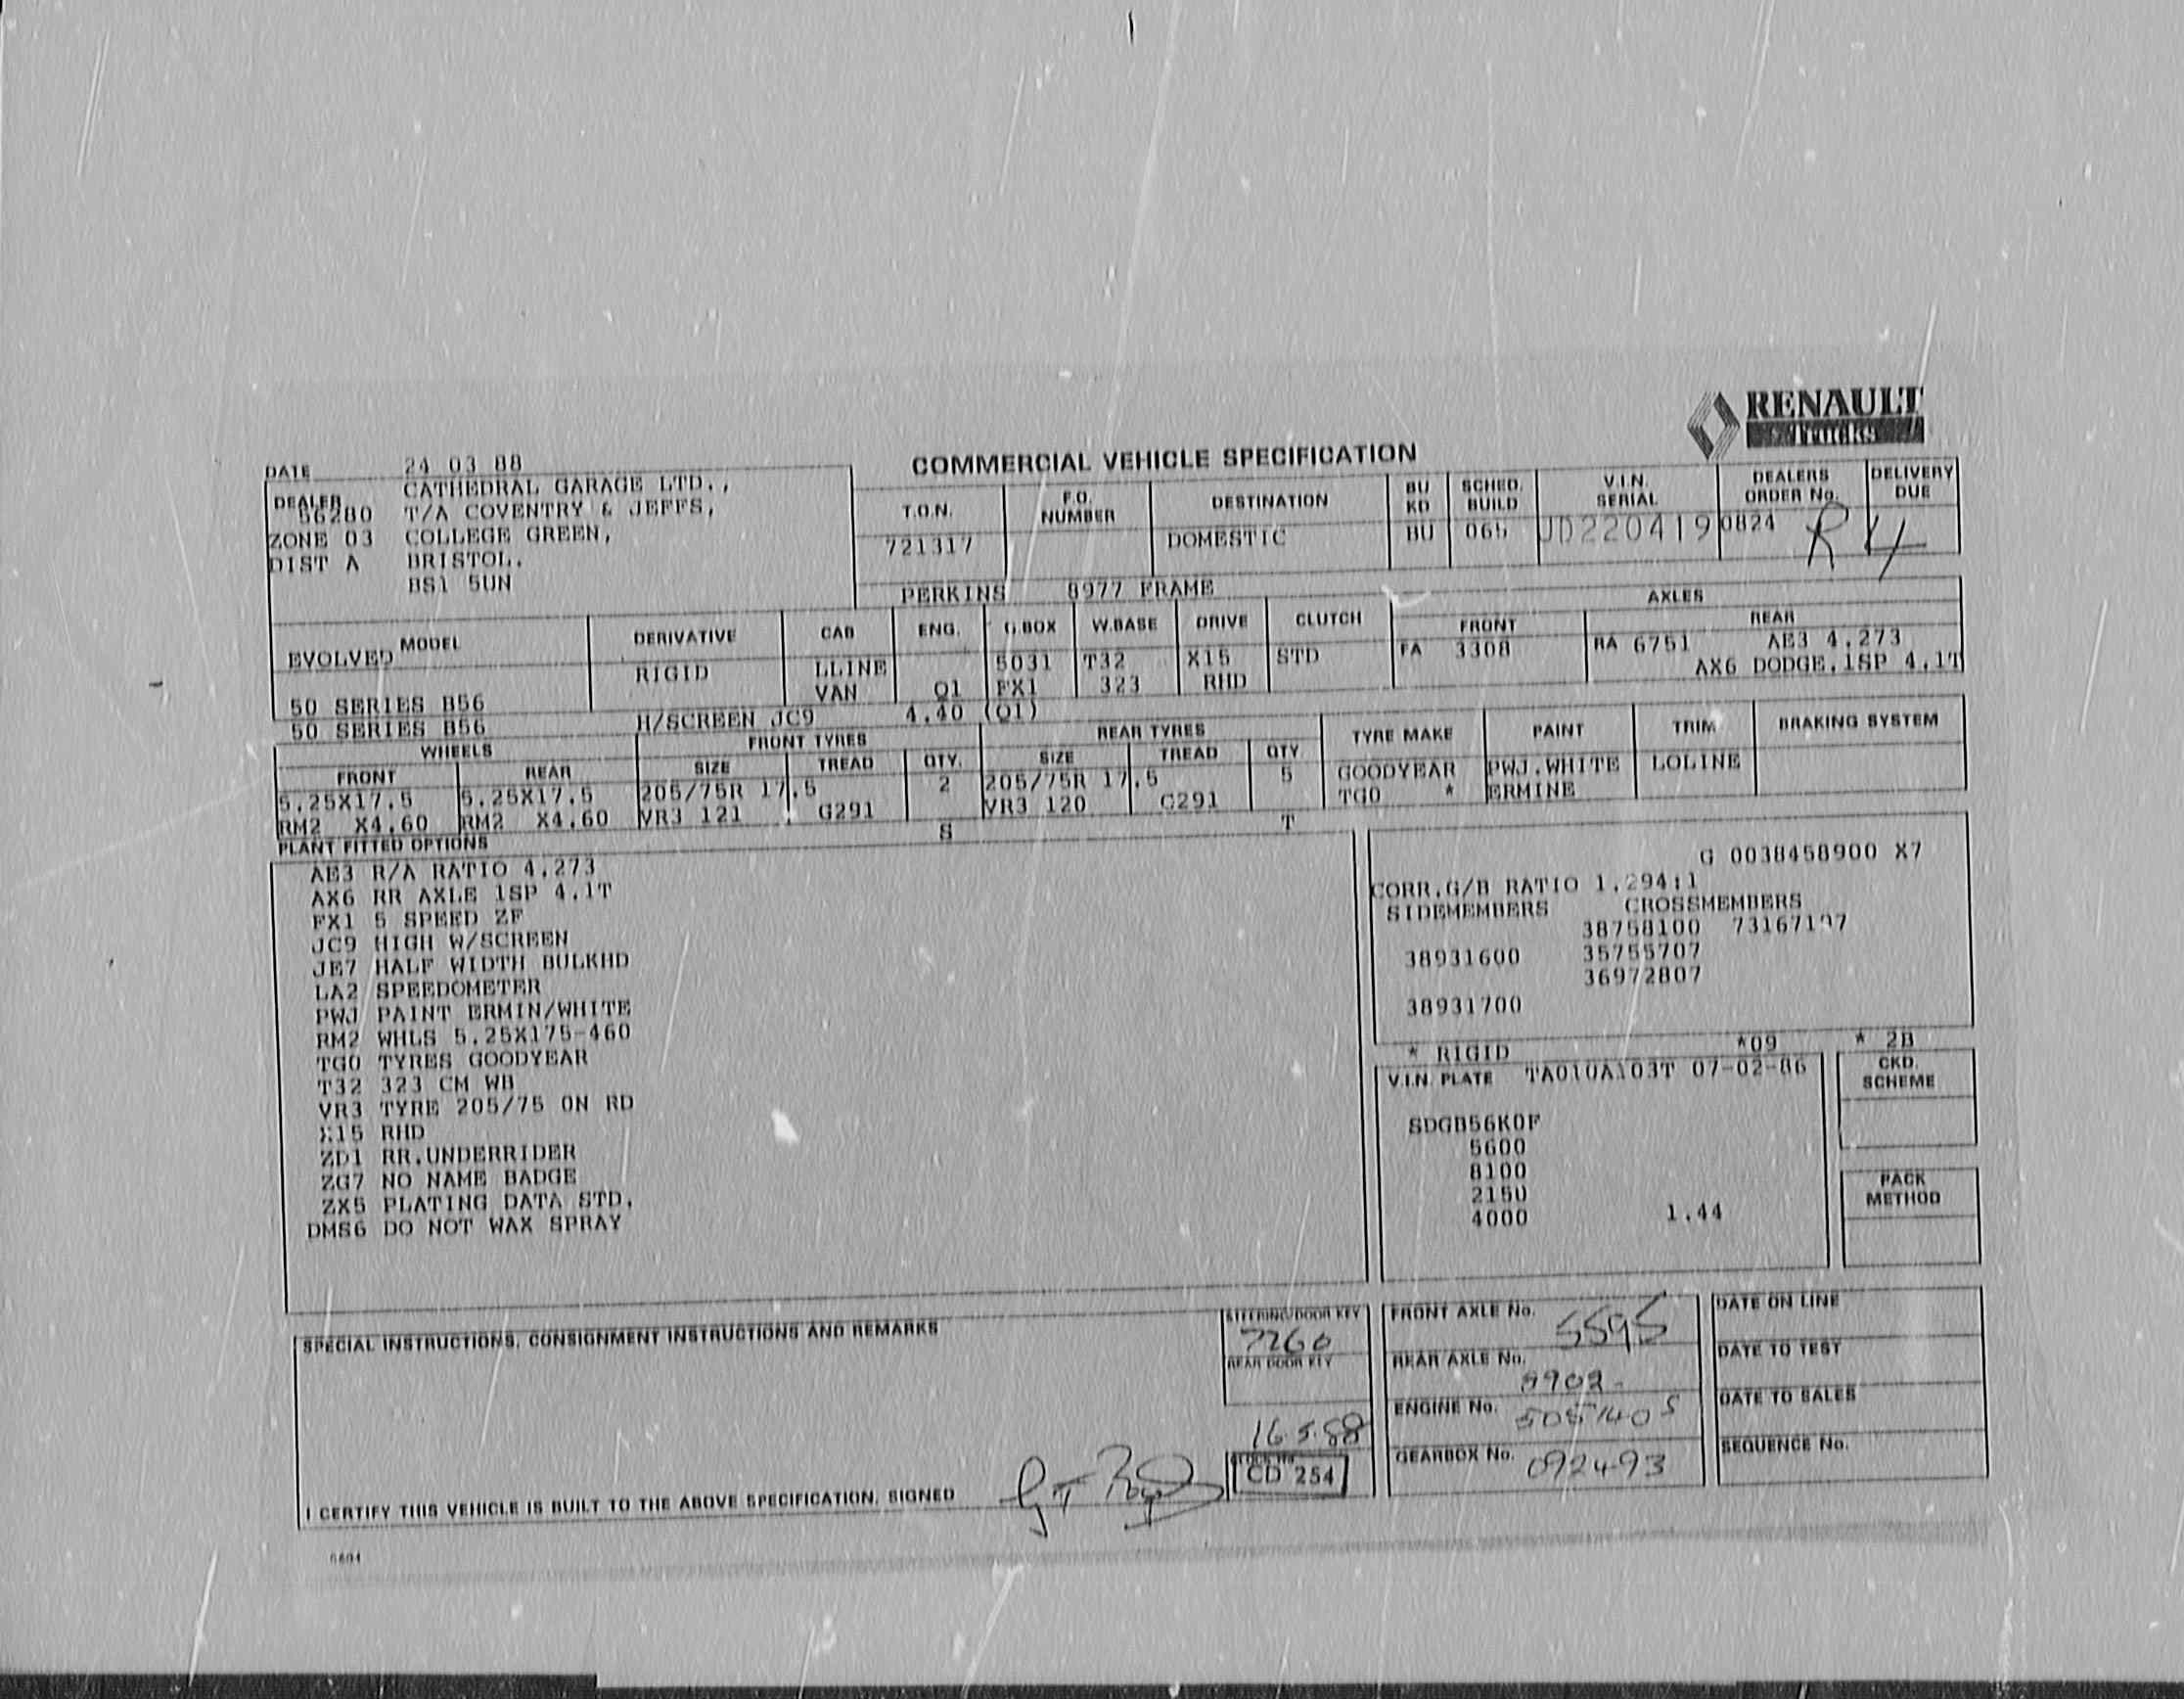 RENAULT
Trucks
COMMERCIAL VEHICLE SPECIFICATION
DATE 24 03 88
DEALER 56280 CATHEDRAL GARAGE LTD.,
T/A COVENTRY & JEFFS,
ZONE 03 COLLEGE GREEN,
DIST A BRISTOL.
BS1 5UN
T.O.N. F.O. NUMBER DESTINATION BU KD SCHED. BUILD V.I.N. SERIAL DEALERS ORDER No. DELIVERY DUE
721317 DOMESTIC BU 065 JD220419 0824 R4
PERKINS 8977 FRAME
MODEL DERIVATIVE CAB ENG. G.BOX W.BASE DRIVE CLUTCH AXLES
FRONT REAR
EVOLVED RIGID LLINE 5031 T32 X15 STD FA 3308 RA 6751 AE3 4.273
VAN Q1 FX1 323 RHD AX6 DODGE.1SP 4.1T
50 SERIES B56
50 SERIES B56 H/SCREEN JC9 4.40 (Q1)
WHEELS FRONT TYRES REAR TYRES TYRE MAKE PAINT TRIM BRAKING SYSTEM
FRONT REAR SIZE TREAD QTY. SIZE TREAD QTY
5.25X17.5 5.25X17.5 205/75R 17.5 2 205/75R 17.5 5 GOODYEAR PWJ.WHITE LOLINE
RM2 X4.60 RM2 X4.60 VR3 121 G291 VR3 120 G291 TG0 * ERMINE
S T
PLANT FITTED OPTIONS
AE3 R/A RATIO 4.273
AX6 RR AXLE 1SP 4.1T
FX1 5 SPEED ZF
JC9 HIGH W/SCREEN
JE7 HALF WIDTH BULKHD
LA2 SPEEDOMETER
PWJ PAINT ERMIN/WHITE
RM2 WHLS 5.25X175-460
TG0 TYRES GOODYEAR
T32 323 CM WB
VR3 TYRE 205/75 ON RD
X15 RHD
ZD1 RR.UNDERRIDER
ZG7 NO NAME BADGE
ZX5 PLATING DATA STD.
DMS6 DO NOT WAX SPRAY
G 0038458900 X7
CORR.G/B RATIO 1.294:1
SIDEMEMBERS CROSSMEMBERS
38758100
38931600 35755707
36972807
38931700
* RIGID *09 * 2B
V.I.N. PLATE TA010A103T 07-02-86
SDGB56K0F
5600
8100
2150
4000 1.44
CKD. SCHEME
PACK METHOD
SPECIAL INSTRUCTIONS, CONSIGNMENT INSTRUCTIONS AND REMARKS
STEERING/DOOR KEY
7260
REAR DOOR KEY
16.5.88
STOCK No
CD 254
FRONT AXLE No. 5595
REAR AXLE No.
ENGINE No.
GEARBOX No. 092493
DATE ON LINE
DATE TO TEST
DATE TO SALES
SEQUENCE No.
I CERTIFY THIS VEHICLE IS BUILT TO THE ABOVE SPECIFICATION. SIGNED